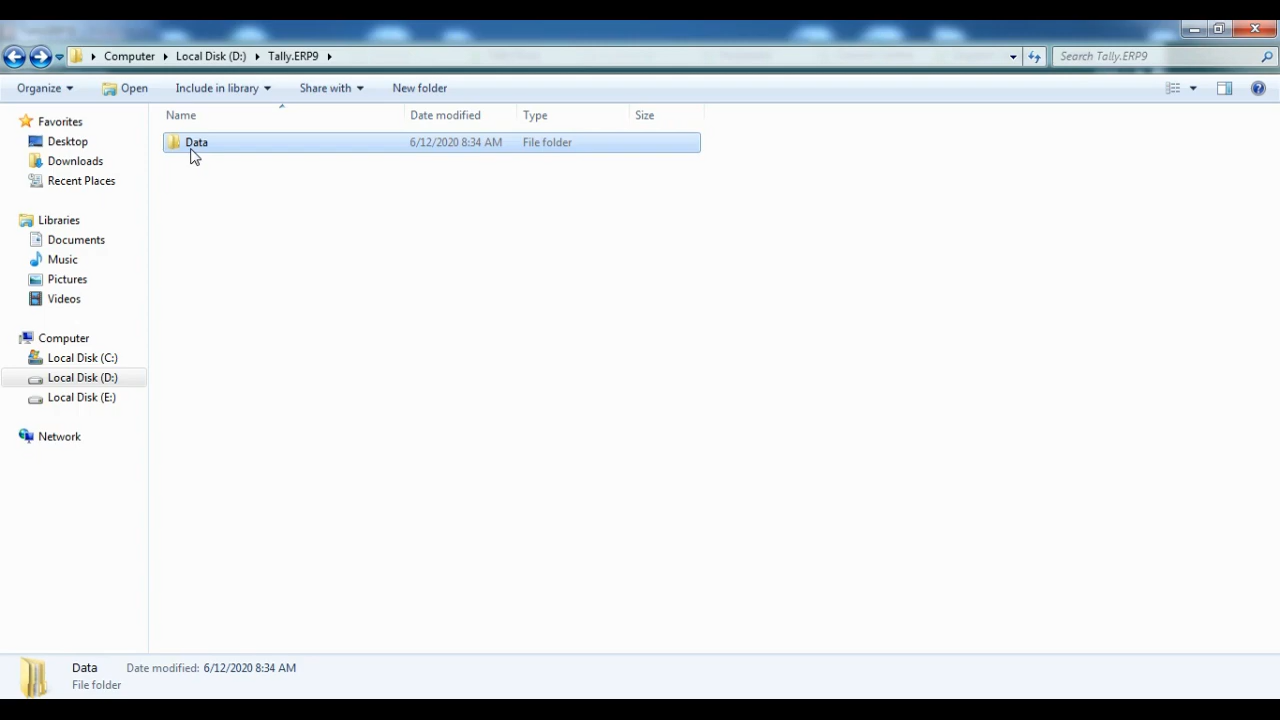 Computer Local Disk (D:) Tally.ERP9 Search Tally.ERP9
Organize Open Include in library Share with New folder
Name Date modified Type Size
Data 6/12/2020 8:34 AM File folder
Favorites
Desktop
Downloads
Recent Places
Libraries
Documents
Music
Pictures
Videos
Computer
Local Disk (C:)
Local Disk (D:)
Local Disk (E:)
Network
Data Date modified: 6/12/2020 8:34 AM
File folder